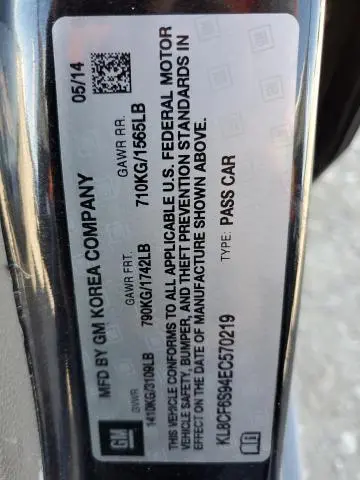 MFD BY GM KOREA COMPANY 05/14
GVWR GAWR FRT. GAWR RR.
1410KG/3109LB 790KG/1742LB 710KG/1565LB
THIS VEHICLE CONFORMS TO ALL APPLICABLE U.S. FEDERAL MOTOR
VEHICLE SAFETY, BUMPER, AND THEFT PREVENTION STANDARDS IN
EFFECT ON THE DATE OF MANUFACTURE SHOWN ABOVE.
KL8CF6S94EC570219 TYPE: PASS CAR
GM